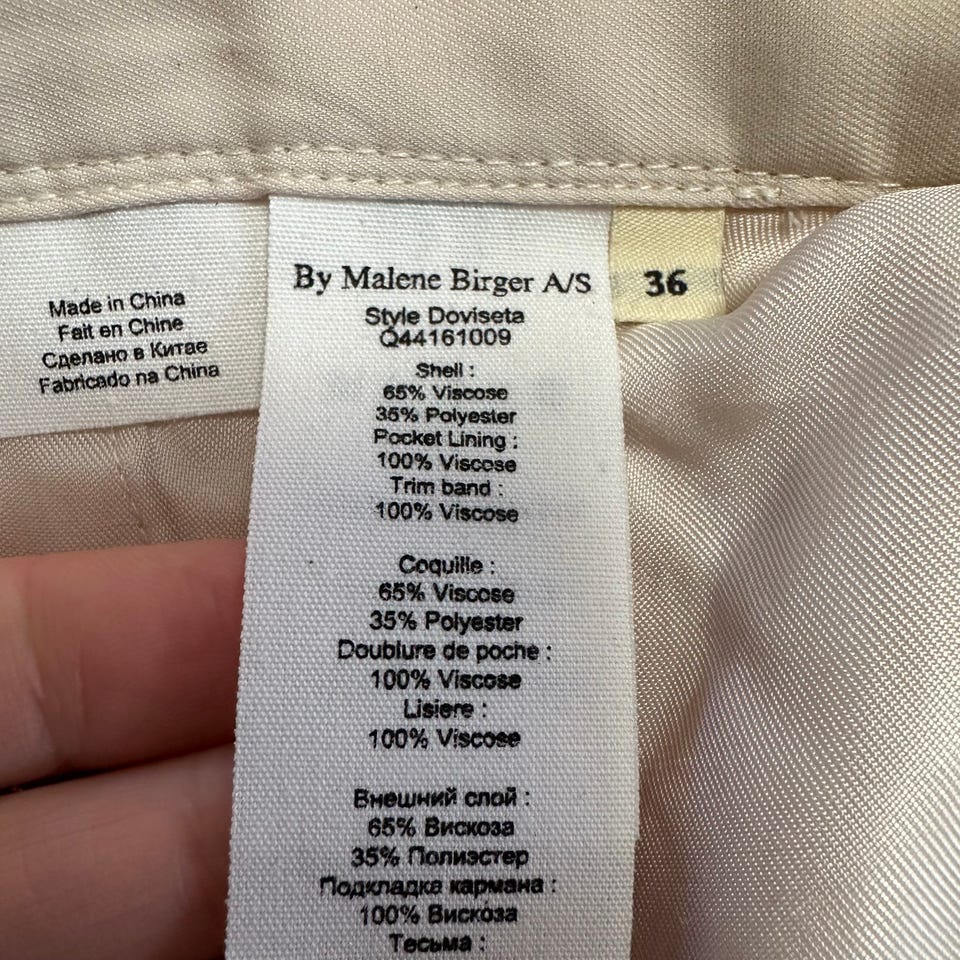 Made in China
Fait en Chine
Сделано в Китае
Fabricado na China
By Malene Birger A/S
Style Doviseta
Q44161009
Shell :
65% Viscose
35% Polyester
Pocket Lining :
100% Viscose
Trim band :
100% Viscose
Coquille :
65% Viscose
35% Polyester
Doublure de poche :
100% Viscose
Lisiere :
100% Viscose
Внешний слой :
65% Вискоза
35% Полиэстер
Подкладка кармана :
100% Вискоза
Тесьма :
36